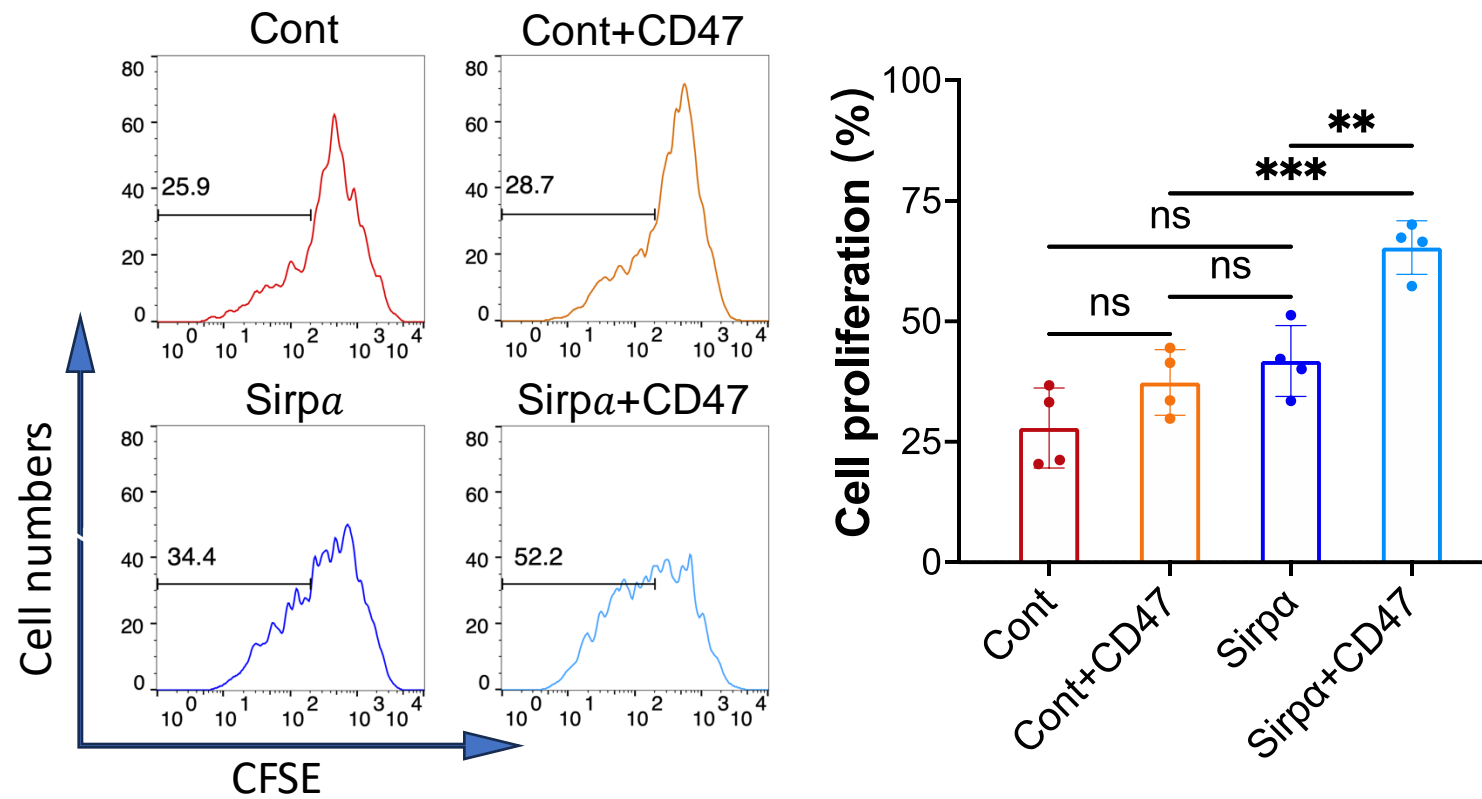 Cont
80
60
40
20
0
25.9
10^0 10^1 10^2 10^3 10^4
Cont+CD47
80
60
40
20
0
28.7
10^0 10^1 10^2 10^3 10^4
Sirpα
80
60
40
20
0
34.4
10^0 10^1 10^2 10^3 10^4
Sirpα+CD47
80
60
40
20
0
52.2
10^0 10^1 10^2 10^3 10^4
Cell numbers
CFSE
Cell proliferation (%)
100
75
50
25
0
**
***
ns
ns
ns
Cont
Cont+CD47
Sirpα
Sirpα+CD47